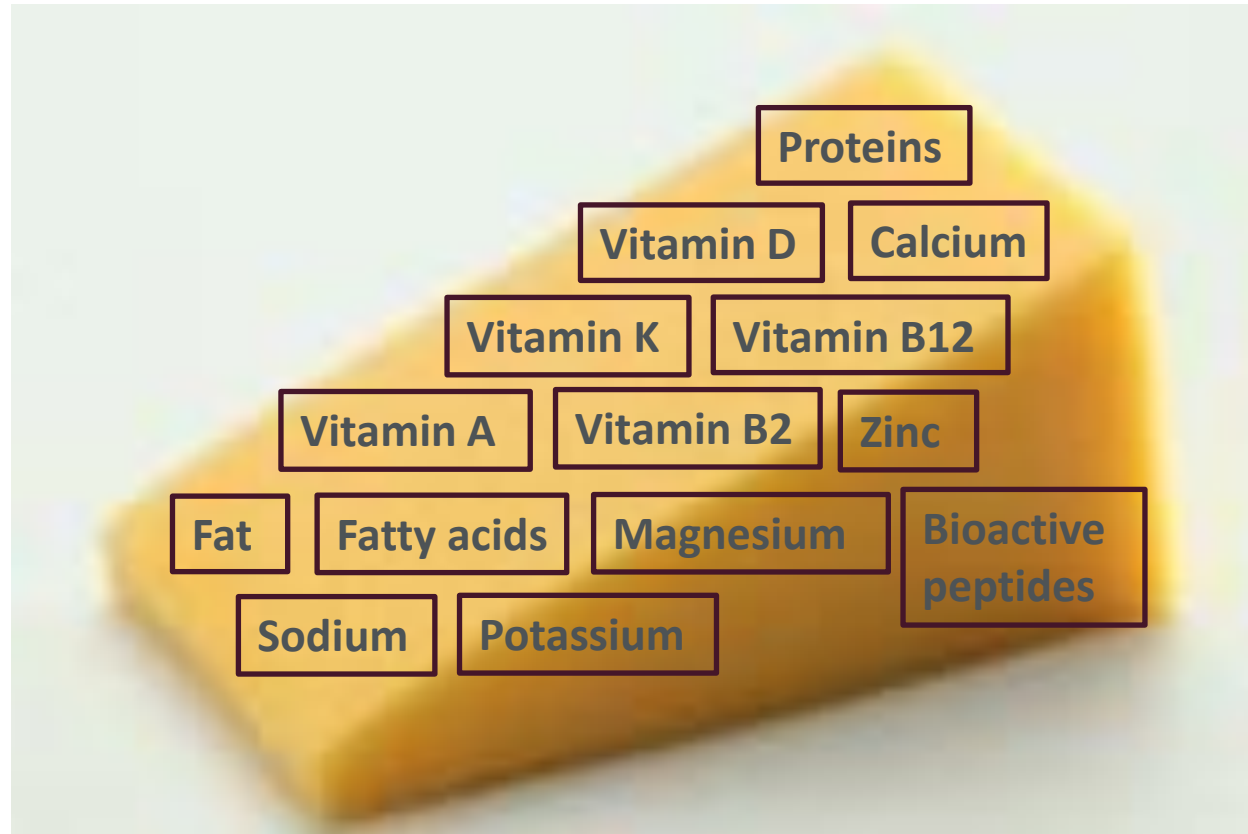 Proteins
Vitamin D
Calcium
Vitamin K
Vitamin B12
Vitamin A
Vitamin B2
Zinc
Fat
Fatty acids
Magnesium
Bioactive
peptides
Sodium
Potassium